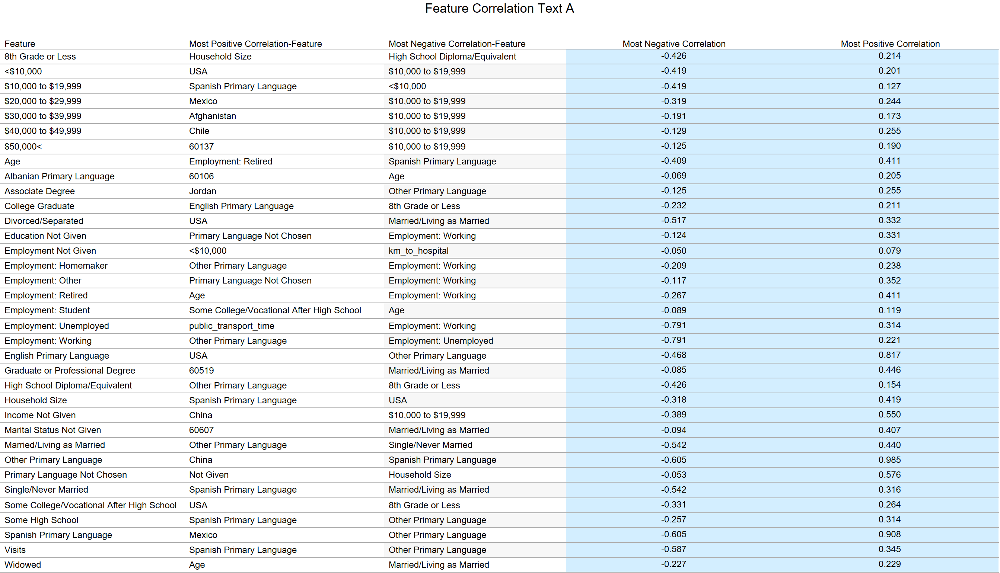 Feature Correlation Text A
Feature Most Positive Correlation-Feature Most Negative Correlation-Feature Most Negative Correlation Most Positive Correlation
8th Grade or Less Household Size High School Diploma/Equivalent -0.426 0.214
<$10,000 USA $10,000 to $19,999 -0.419 0.201
$10,000 to $19,999 Spanish Primary Language <$10,000 -0.419 0.127
$20,000 to $29,999 Mexico $10,000 to $19,999 -0.319 0.244
$30,000 to $39,999 Afghanistan $10,000 to $19,999 -0.191 0.173
$40,000 to $49,999 Chile $10,000 to $19,999 -0.129 0.255
$50,000< 60137 $10,000 to $19,999 -0.125 0.190
Age Employment: Retired Spanish Primary Language -0.409 0.411
Albanian Primary Language 60106 Age -0.069 0.205
Associate Degree Jordan Other Primary Language -0.125 0.255
College Graduate English Primary Language 8th Grade or Less -0.232 0.211
Divorced/Separated USA Married/Living as Married -0.517 0.332
Education Not Given Primary Language Not Chosen Employment: Working -0.124 0.331
Employment Not Given <$10,000 km_to_hospital -0.050 0.079
Employment: Homemaker Other Primary Language Employment: Working -0.209 0.238
Employment: Other Primary Language Not Chosen Employment: Working -0.117 0.352
Employment: Retired Age Employment: Working -0.267 0.411
Employment: Student Some College/Vocational After High School Age -0.089 0.119
Employment: Unemployed public_transport_time Employment: Working -0.791 0.314
Employment: Working Other Primary Language Employment: Unemployed -0.791 0.221
English Primary Language USA Other Primary Language -0.468 0.817
Graduate or Professional Degree 60519 Married/Living as Married -0.085 0.446
High School Diploma/Equivalent Other Primary Language 8th Grade or Less -0.426 0.154
Household Size Spanish Primary Language USA -0.318 0.419
Income Not Given China $10,000 to $19,999 -0.389 0.550
Marital Status Not Given 60607 Married/Living as Married -0.094 0.407
Married/Living as Married Other Primary Language Single/Never Married -0.542 0.440
Other Primary Language China Spanish Primary Language -0.605 0.985
Primary Language Not Chosen Not Given Household Size -0.053 0.576
Single/Never Married Spanish Primary Language Married/Living as Married -0.542 0.316
Some College/Vocational After High School USA 8th Grade or Less -0.331 0.264
Some High School Spanish Primary Language Other Primary Language -0.257 0.314
Spanish Primary Language Mexico Other Primary Language -0.605 0.908
Visits Spanish Primary Language Other Primary Language -0.587 0.345
Widowed Age Married/Living as Married -0.227 0.229